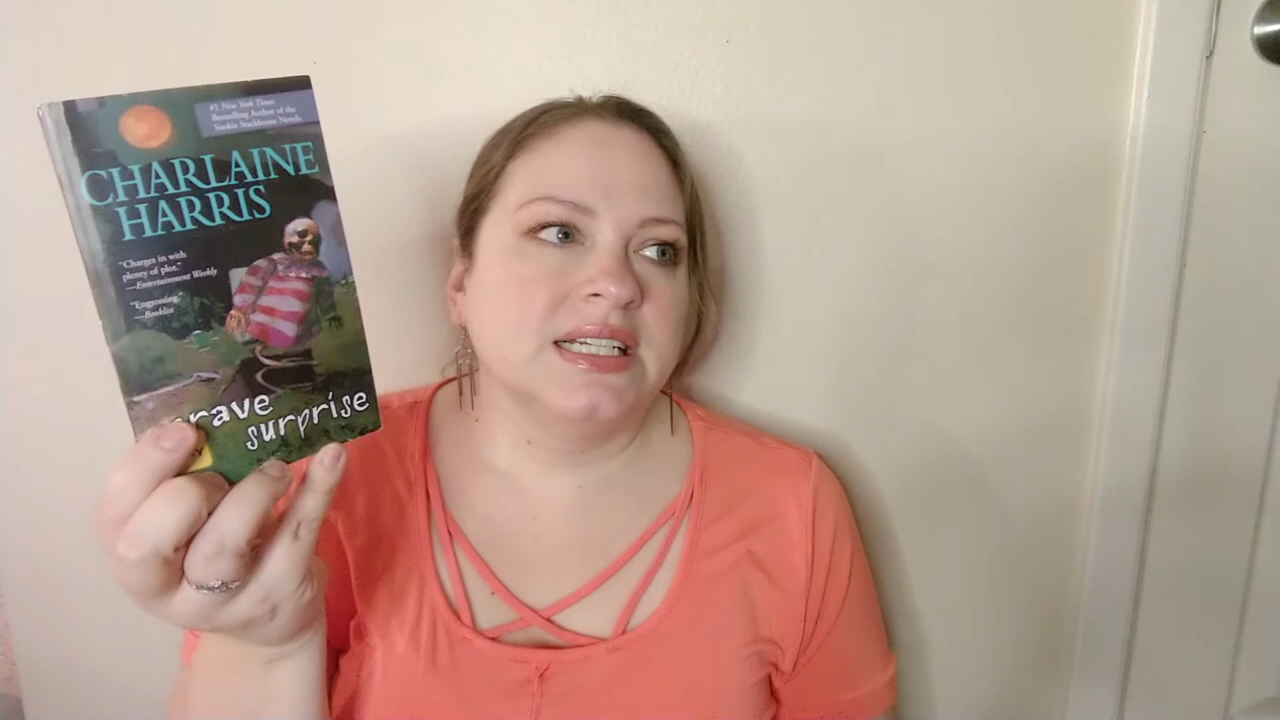 #1 New York Times
Bestselling Author of the
Sookie Stackhouse Novels
CHARLAINE
HARRIS
"Charges in with
plenty of plot."
—Entertainment Weekly
"Engrossing."
—Booklist
grave
surprise